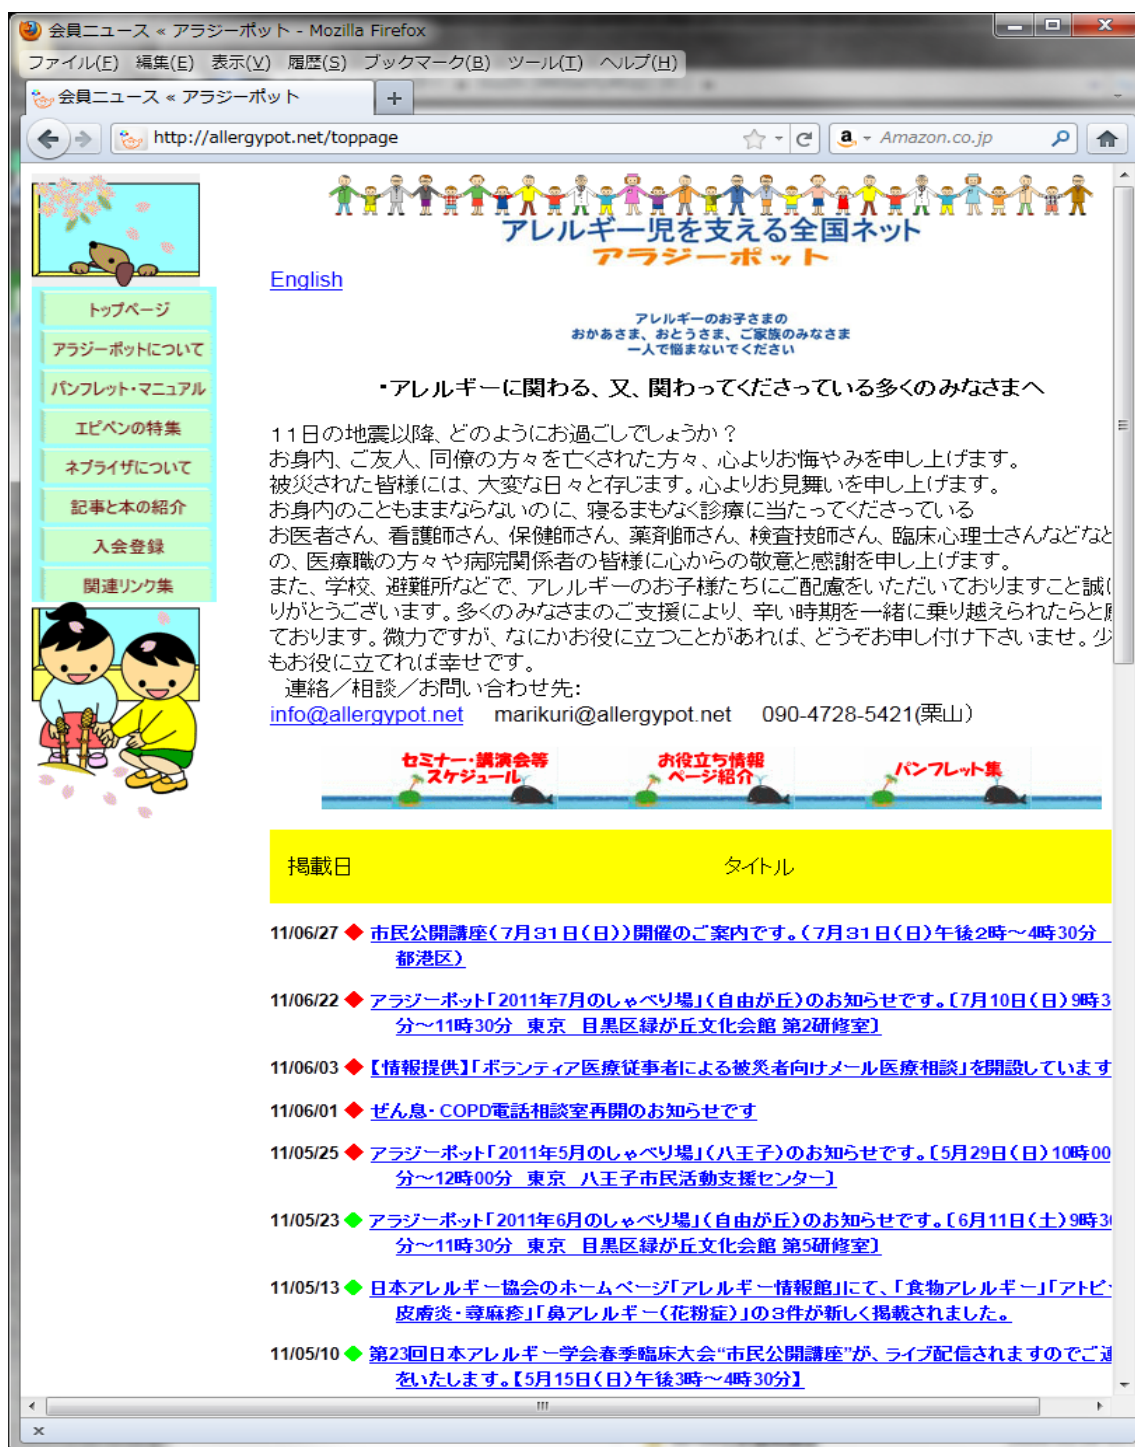 会員ニュース « アラジーポット - Mozilla Firefox
ファイル(F) 編集(E) 表示(V) 履歴(S) ブックマーク(B) ツール(T) ヘルプ(H)
会員ニュース « アラジーポット
http://allergypot.net/toppage
Amazon.co.jp
アレルギー児を支える全国ネット
アラジーポット
English
トップページ
アラジーポットについて
パンフレット・マニュアル
エピペンの特集
ネブライザについて
記事と本の紹介
入会登録
関連リンク集
アレルギーのお子さまの
おかあさま、おとうさま、ご家族のみなさま
一人で悩まないでください
・アレルギーに関わる、又、関わってくださっている多くのみなさまへ
11日の地震以降、どのようにお過ごしでしょうか？
お身内、ご友人、同僚の方々を亡くされた方々、心よりお悔やみを申し上げます。
被災された皆様には、大変な日々と存じます。心よりお見舞いを申し上げます。
お身内のこともままならないのに、寝るまもなく診療に当たってくださっている
お医者さん、看護師さん、保健師さん、薬剤師さん、検査技師さん、臨床心理士さんなどなど
の、医療職の方々や病院関係者の皆様に心からの敬意と感謝を申し上げます。
また、学校、避難所などで、アレルギーのお子様たちにご配慮をいただいておりますこと誠に
りがとうございます。多くのみなさまのご支援により、辛い時期を一緒に乗り越えられたらと
ております。微力ですが、なにかお役に立つことがあれば、どうぞお申し付け下さいませ。少
もお役に立てれば幸せです。
連絡／相談／お問い合わせ先：
info@allergypot.net marikuri@allergypot.net 090-4728-5421(栗山)
セミナー・講演会等
スケジュール
お役立ち情報
ページ紹介
パンフレット集
掲載日 タイトル
11/06/27 市民公開講座(7月31日(日))開催のご案内です。(7月31日(日)午後2時～4時30分
都港区)
11/06/22 アラジーポット「2011年7月のしゃべり場」(自由が丘)のお知らせです。〔7月10日(日)9時3
分～11時30分 東京 目黒区緑が丘文化会館 第2研修室〕
11/06/03 【情報提供】「ボランティア医療従事者による被災者向けメール医療相談」を開設しています
11/06/01 ぜん息・COPD電話相談室再開のお知らせです
11/05/25 アラジーポット「2011年5月のしゃべり場」(八王子)のお知らせです。〔5月29日(日)10時00
分～12時00分 東京 八王子市民活動支援センター〕
11/05/23 アラジーポット「2011年6月のしゃべり場」(自由が丘)のお知らせです。〔6月11日(土)9時30
分～11時30分 東京 目黒区緑が丘文化会館 第5研修室〕
11/05/13 日本アレルギー協会のホームページ「アレルギー情報館」にて、「食物アレルギー」「アトピー
皮膚炎・蕁麻疹」「鼻アレルギー(花粉症)」の3件が新しく掲載されました。
11/05/10 第23回日本アレルギー学会春季臨床大会“市民公開講座”が、ライブ配信されますのでご連
をいたします。【5月15日(日)午後3時～4時30分】